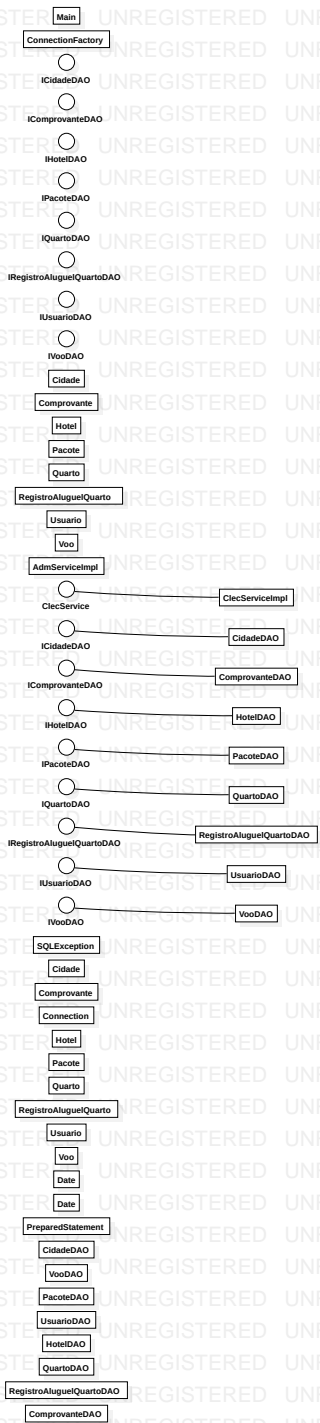 Main
ConnectionFactory
ICidadeDAO
IComprovanteDAO
IHotelDAO
IPacoteDAO
IQuartoDAO
IRegistroAluguelQuartoDAO
IUsuarioDAO
IVooDAO
Cidade
Comprovante
Hotel
Pacote
Quarto
RegistroAluguelQuarto
Usuario
Voo
AdmServiceImpl
ClecService
ClecServiceImpl
ICidadeDAO
CidadeDAO
IComprovanteDAO
ComprovanteDAO
IHotelDAO
HotelDAO
IPacoteDAO
PacoteDAO
IQuartoDAO
QuartoDAO
IRegistroAluguelQuartoDAO
RegistroAluguelQuartoDAO
IUsuarioDAO
UsuarioDAO
IVooDAO
VooDAO
SQLException
Cidade
Comprovante
Connection
Hotel
Pacote
Quarto
RegistroAluguelQuarto
Usuario
Voo
Date
Date
PreparedStatement
CidadeDAO
VooDAO
PacoteDAO
UsuarioDAO
HotelDAO
QuartoDAO
RegistroAluguelQuartoDAO
ComprovanteDAO
UNREGISTERED